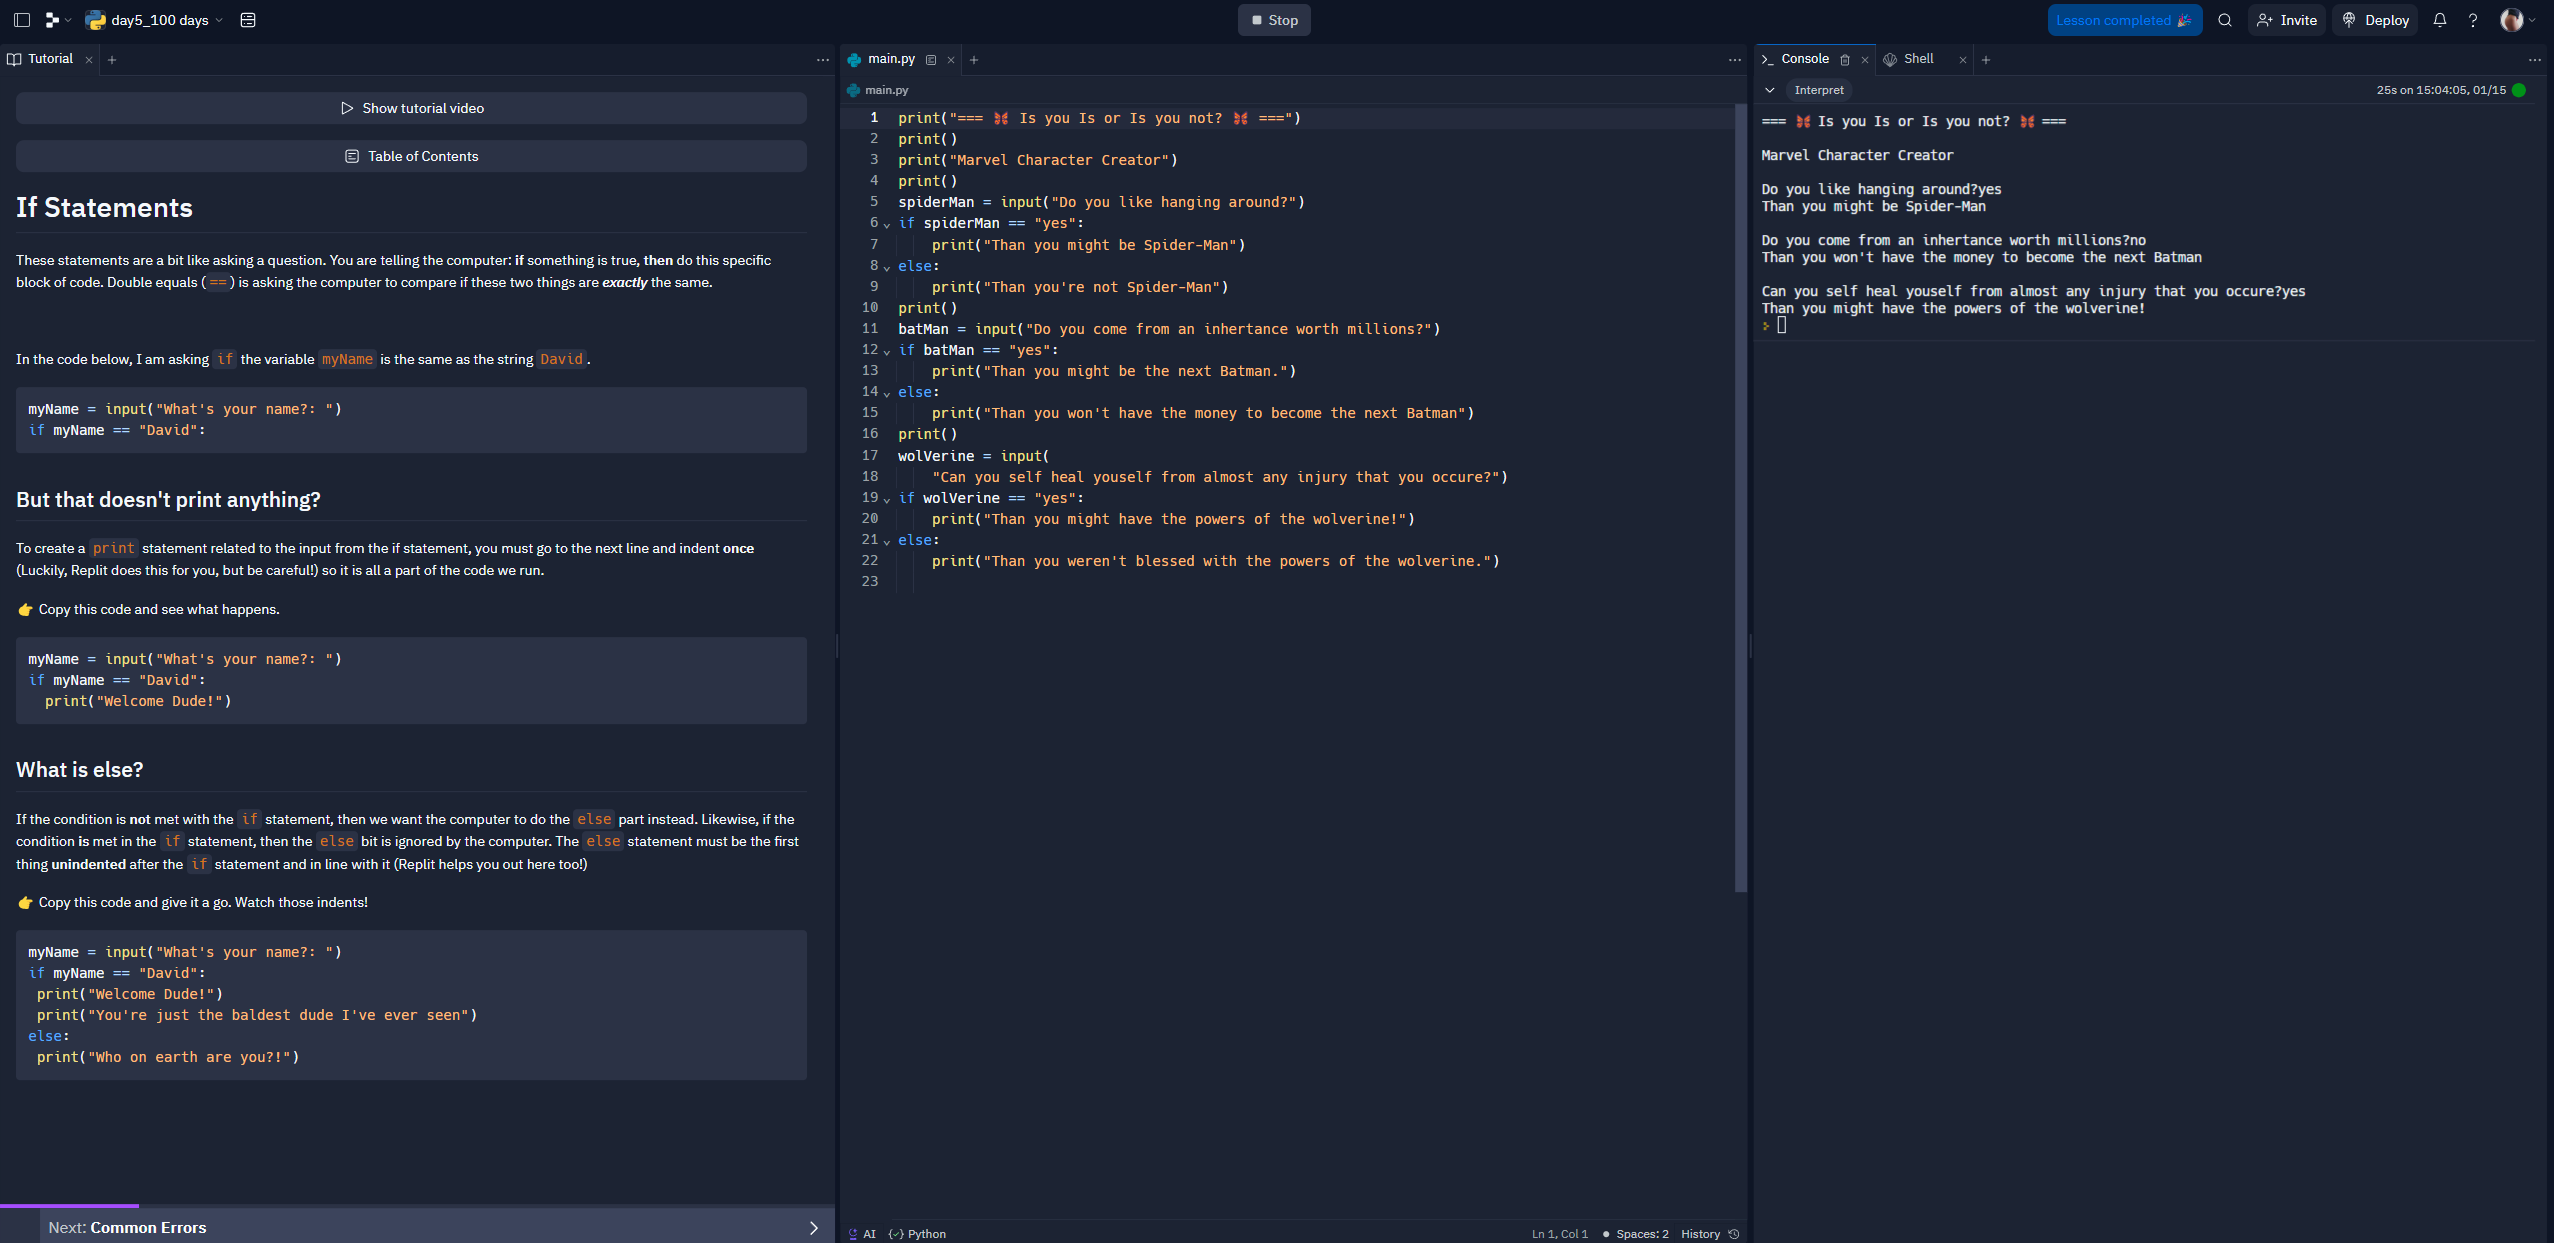 day5_100 days
Stop
Lesson completed 🎉
Invite
Deploy
Tutorial
Show tutorial video
Table of Contents
If Statements
These statements are a bit like asking a question. You are telling the computer: if something is true, then do this specific
block of code. Double equals ( == ) is asking the computer to compare if these two things are exactly the same.
In the code below, I am asking if the variable myName is the same as the string David .
myName = input("What's your name?: ")
if myName == "David":
But that doesn't print anything?
To create a print statement related to the input from the if statement, you must go to the next line and indent once
(Luckily, Replit does this for you, but be careful!) so it is all a part of the code we run.
👉 Copy this code and see what happens.
myName = input("What's your name?: ")
if myName == "David":
  print("Welcome Dude!")
What is else?
If the condition is not met with the if statement, then we want the computer to do the else part instead. Likewise, if the
condition is met in the if statement, then the else bit is ignored by the computer. The else statement must be the first
thing unindented after the if statement and in line with it (Replit helps you out here too!)
👉 Copy this code and give it a go. Watch those indents!
myName = input("What's your name?: ")
if myName == "David":
 print("Welcome Dude!")
 print("You're just the baldest dude I've ever seen")
else:
 print("Who on earth are you?!")
Next: Common Errors
main.py
main.py
1 print("=== 🦋 Is you Is or Is you not? 🦋 ===")
2 print()
3 print("Marvel Character Creator")
4 print()
5 spiderMan = input("Do you like hanging around?")
6 if spiderMan == "yes":
7     print("Than you might be Spider-Man")
8 else:
9     print("Than you're not Spider-Man")
10 print()
11 batMan = input("Do you come from an inhertance worth millions?")
12 if batMan == "yes":
13     print("Than you might be the next Batman.")
14 else:
15     print("Than you won't have the money to become the next Batman")
16 print()
17 wolVerine = input(
18     "Can you self heal youself from almost any injury that you occure?")
19 if wolVerine == "yes":
20     print("Than you might have the powers of the wolverine!")
21 else:
22     print("Than you weren't blessed with the powers of the wolverine.")
23
AI
Python
Ln 1, Col 1
Spaces: 2
History
Console
Shell
Interpret
25s on 15:04:05, 01/15
=== 🦋 Is you Is or Is you not? 🦋 ===
Marvel Character Creator
Do you like hanging around?yes
Than you might be Spider-Man
Do you come from an inhertance worth millions?no
Than you won't have the money to become the next Batman
Can you self heal youself from almost any injury that you occure?yes
Than you might have the powers of the wolverine!